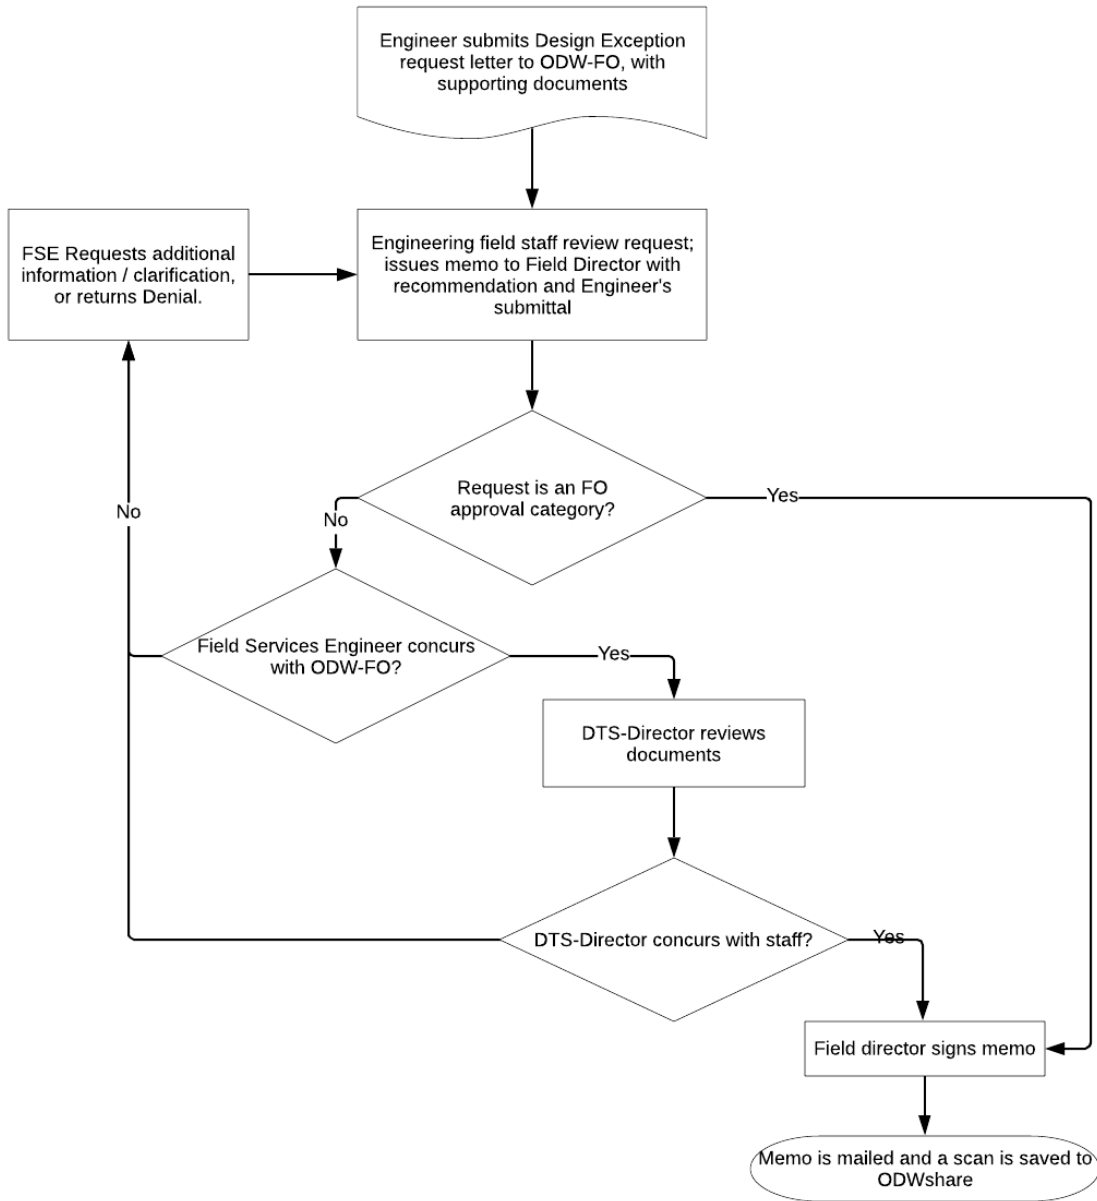 Engineer submits Design Exception
request letter to ODW-FO, with
supporting documents
FSE Requests additional
information / clarification,
or returns Denial.
Engineering field staff review request;
issues memo to Field Director with
recommendation and Engineer's
submittal
Request is an FO
approval category?
Yes
No
No
Field Services Engineer concurs
with ODW-FO?
Yes
DTS-Director reviews
documents
DTS-Director concurs with staff?
Yes
Field director signs memo
Memo is mailed and a scan is saved to
ODWshare